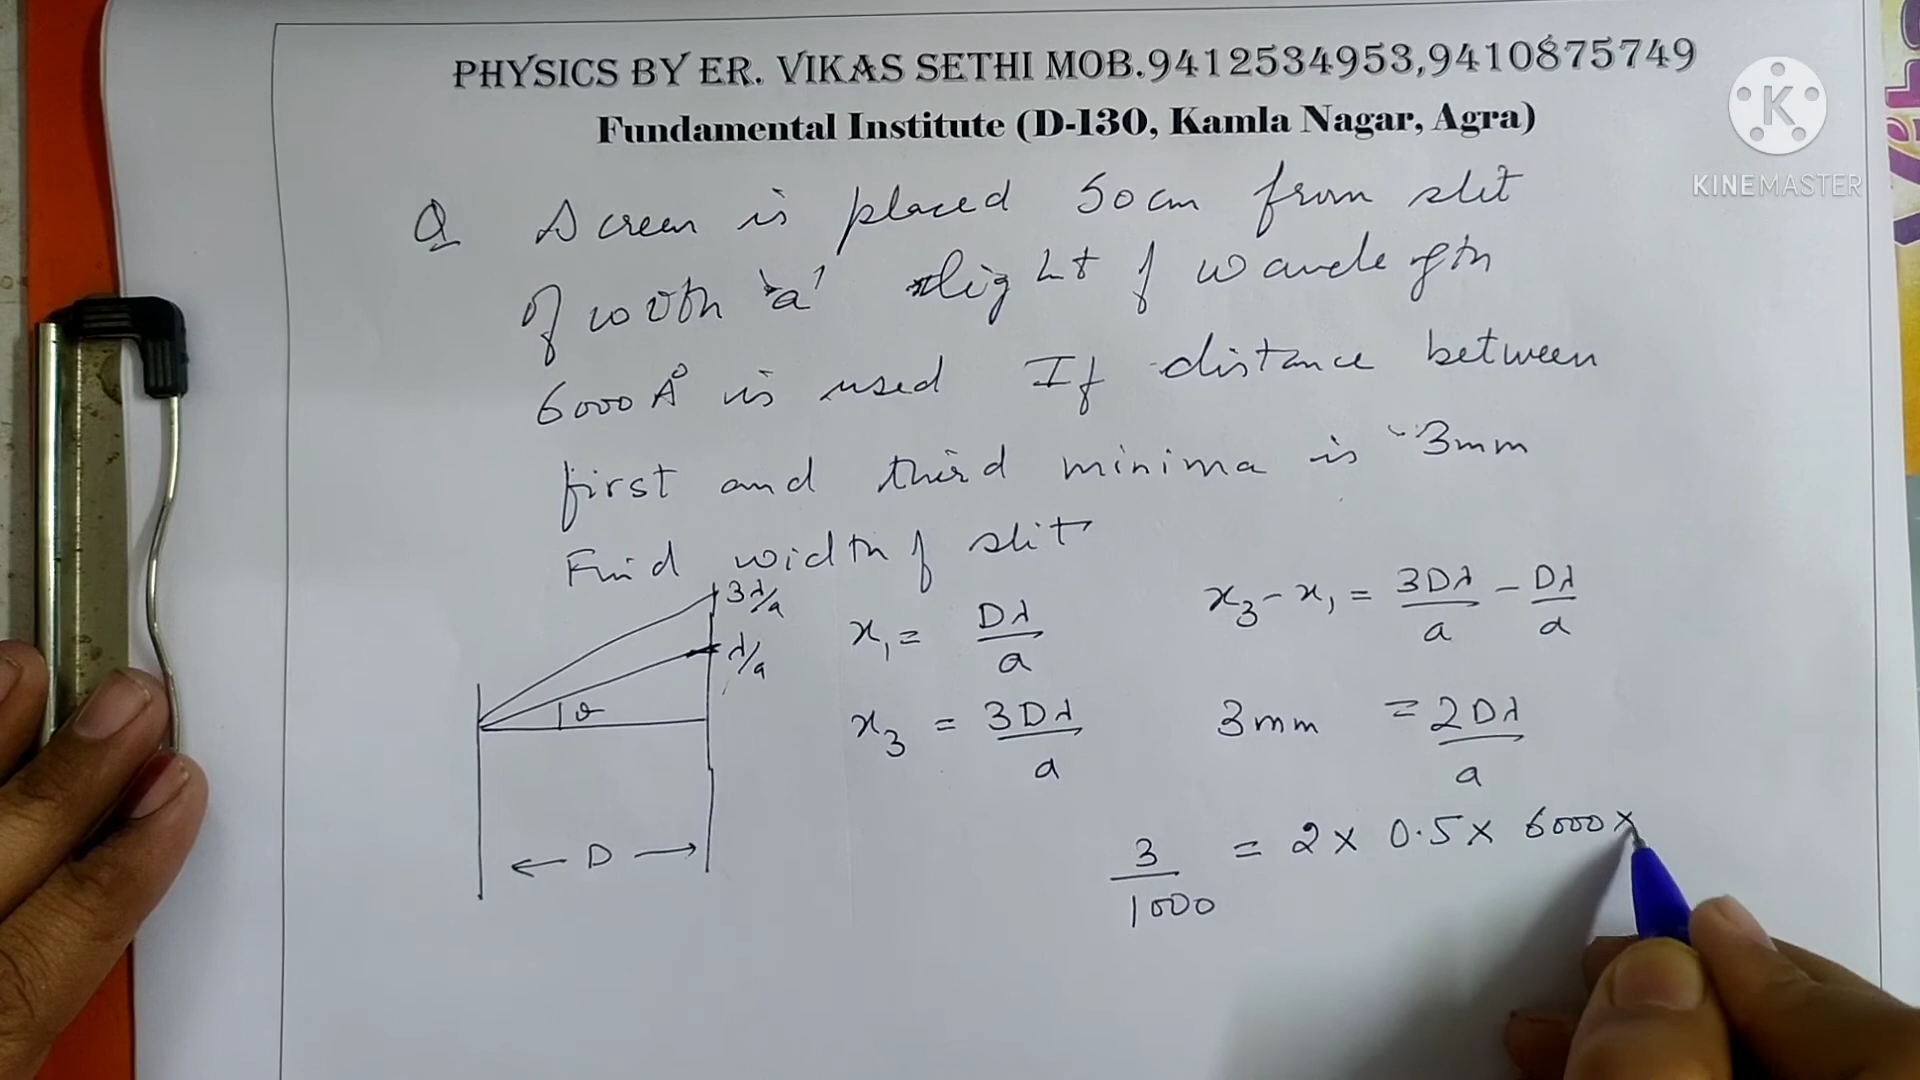 PHYSICS BY ER. VIKAS SETHI MOB.9412534953,9410875749
Fundamental Institute (D-130, Kamla Nagar, Agra)
K
KINEMASTER
Q Screen is placed 50cm from slit
of width 'a' light of wavelength
6000 A° is used If distance between
first and third minima is 3mm
Find width of slit
3λ/a
λ/a
θ
D
x₁ = Dλ/a
x₃ = 3Dλ/a
x₃ - x₁ = 3Dλ/a - Dλ/a
3mm = 2Dλ/a
3/1000 = 2 x 0.5 x 6000 x